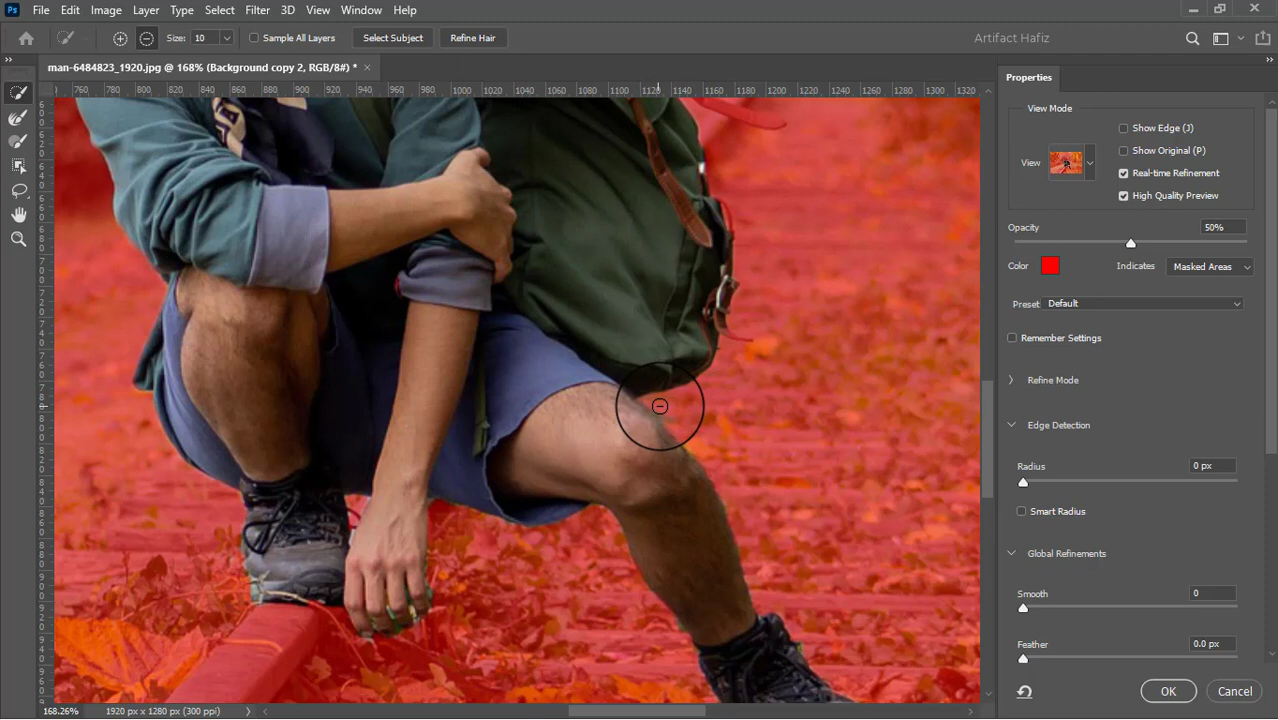 Ps File Edit Image Layer Type Select Filter 3D View Window Help
Size: 10 Sample All Layers Select Subject Refine Hair Artifact Hafiz
man-6484823_1920.jpg @ 168% (Background copy 2, RGB/8#) * ×
760 780 800 820 840 860 880 900 920 940 960 980 1000 1020 1040 1060 1080 1100 1120 1140 1160 1180 1200 1220 1240 1260 1280 1300 1320
Properties
View Mode
Show Edge (J)
View Show Original (P)
Real-time Refinement
High Quality Preview
Opacity 50%
Color Indicates Masked Areas
Preset Default
Remember Settings
Refine Mode
Edge Detection
Radius 0 px
Smart Radius
Global Refinements
Smooth 0
Feather 0.0 px
OK Cancel
168.26% 1920 px x 1280 px (300 ppi)